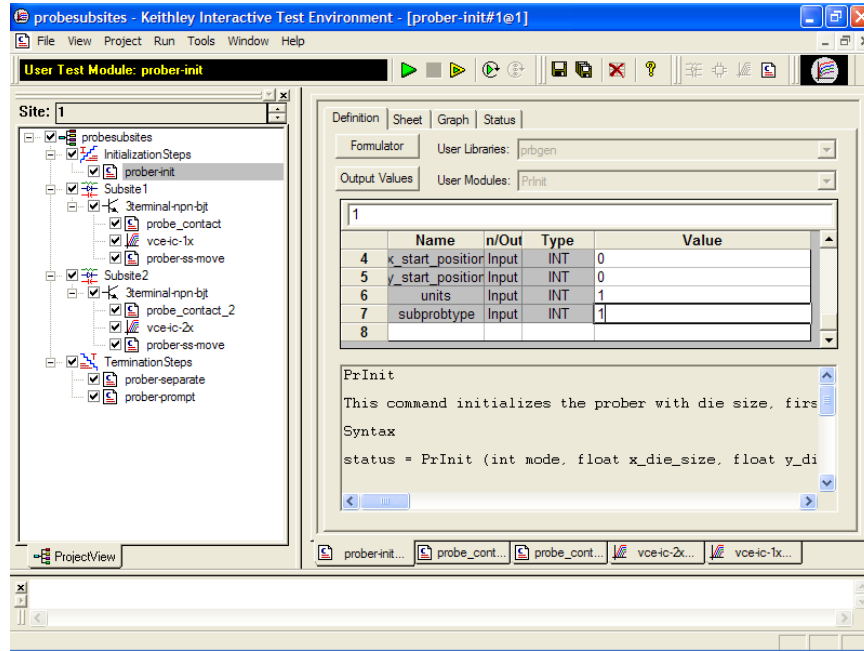 probesubsites - Keithley Interactive Test Environment - [prober-init#1@1]
File View Project Run Tools Window Help
User Test Module: prober-init
Site: 1
probesubsites
InitializationSteps
prober-init
Subsite1
3terminal-npn-bjt
probe_contact
vce-ic-1x
prober-ss-move
Subsite2
3terminal-npn-bjt
probe_contact_2
vce-ic-2x
prober-ss-move
TerminationSteps
prober-separate
prober-prompt
ProjectView
Definition Sheet Graph Status
Formulator User Libraries: prbgen
Output Values User Modules: PrInit
1
Name n/Out Type Value
4 x_start_position Input INT 0
5 y_start_position Input INT 0
6 units Input INT 1
7 subprobtype Input INT 1
8
PrInit
This command initializes the prober with die size, firs
Syntax
status = PrInit (int mode, float x_die_size, float y_di
prober-init... probe_cont... probe_cont... vce-ic-2x... vce-ic-1x...